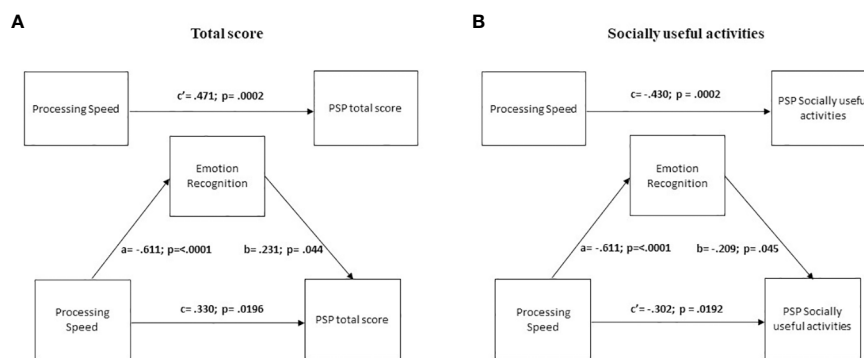 A
Total score
Processing Speed
c'= .471; p= .0002
PSP total score
Emotion
Recognition
a= -.611; p=<.0001
b= .231; p= .044
Processing
Speed
c= .330; p= .0196
PSP total score
B
Socially useful activities
Processing Speed
c= -.430; p = .0002
PSP Socially useful
activities
Emotion
Recognition
a= -.611; p=<.0001
b= -.209; p= .045
Processing
Speed
c'= -.302; p = .0192
PSP Socially
useful activities